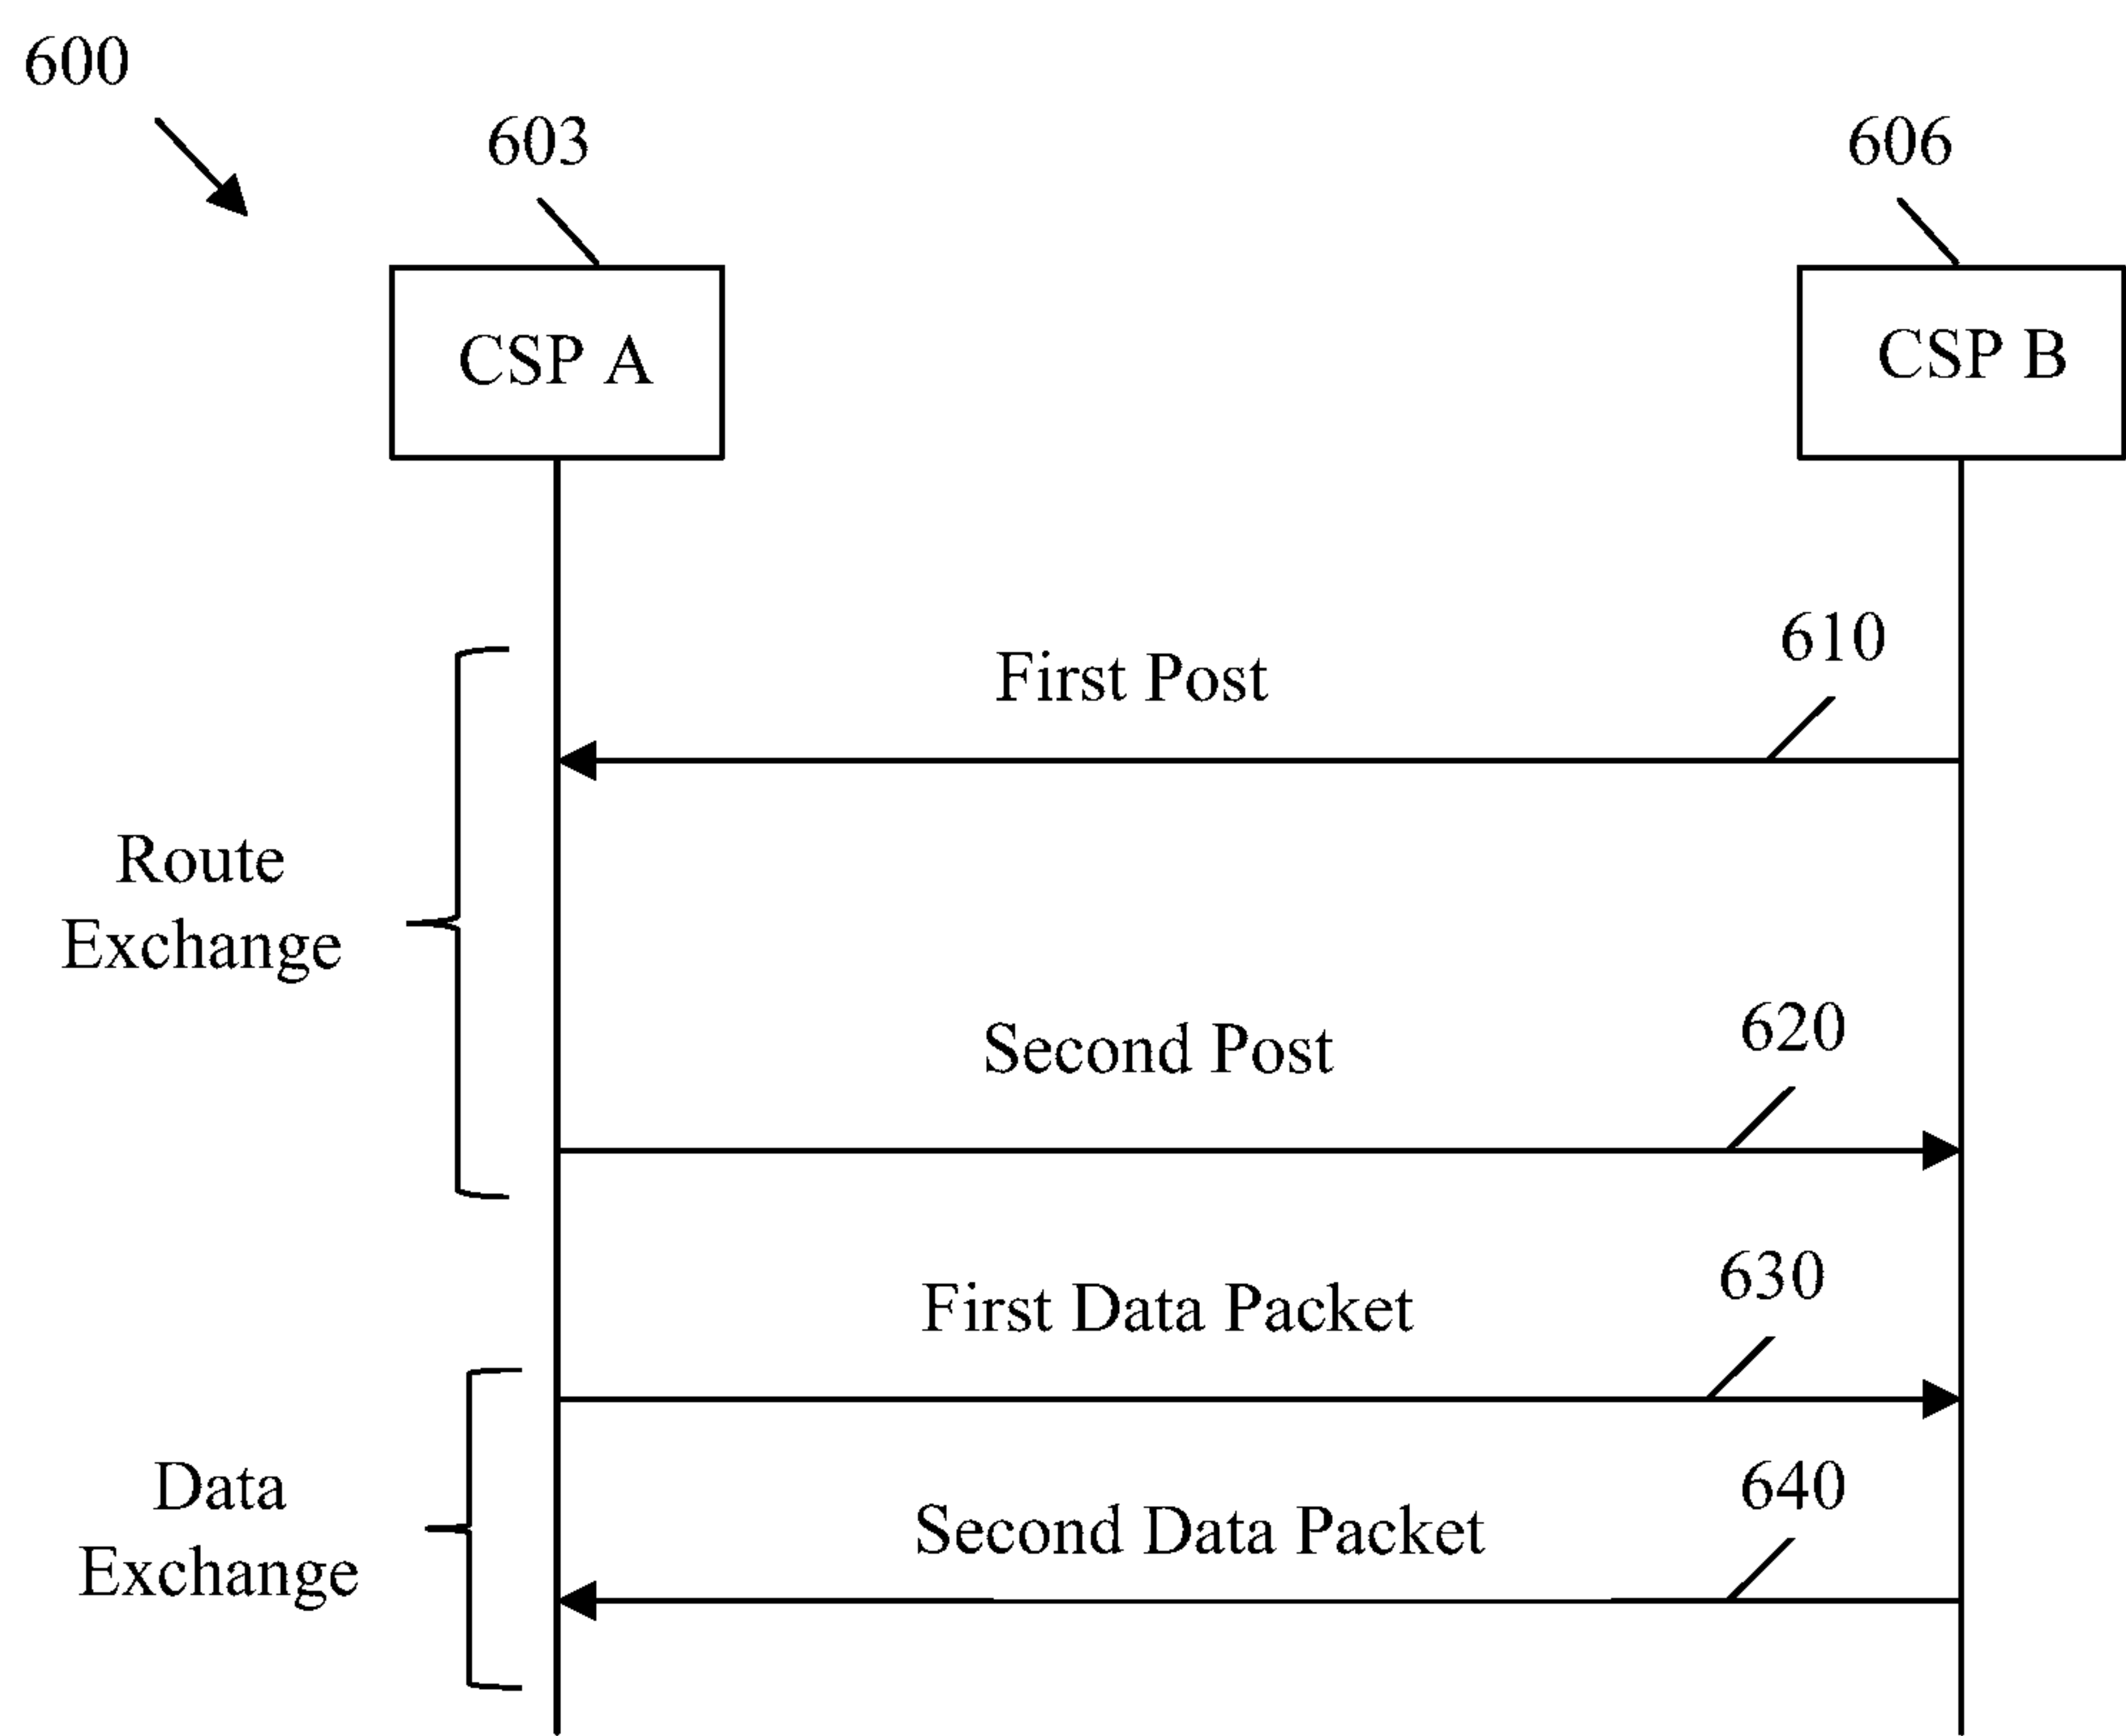 600
603
606
CSP A
CSP B
610
First Post
Route
Exchange
620
Second Post
630
First Data Packet
Data
Exchange
640
Second Data Packet